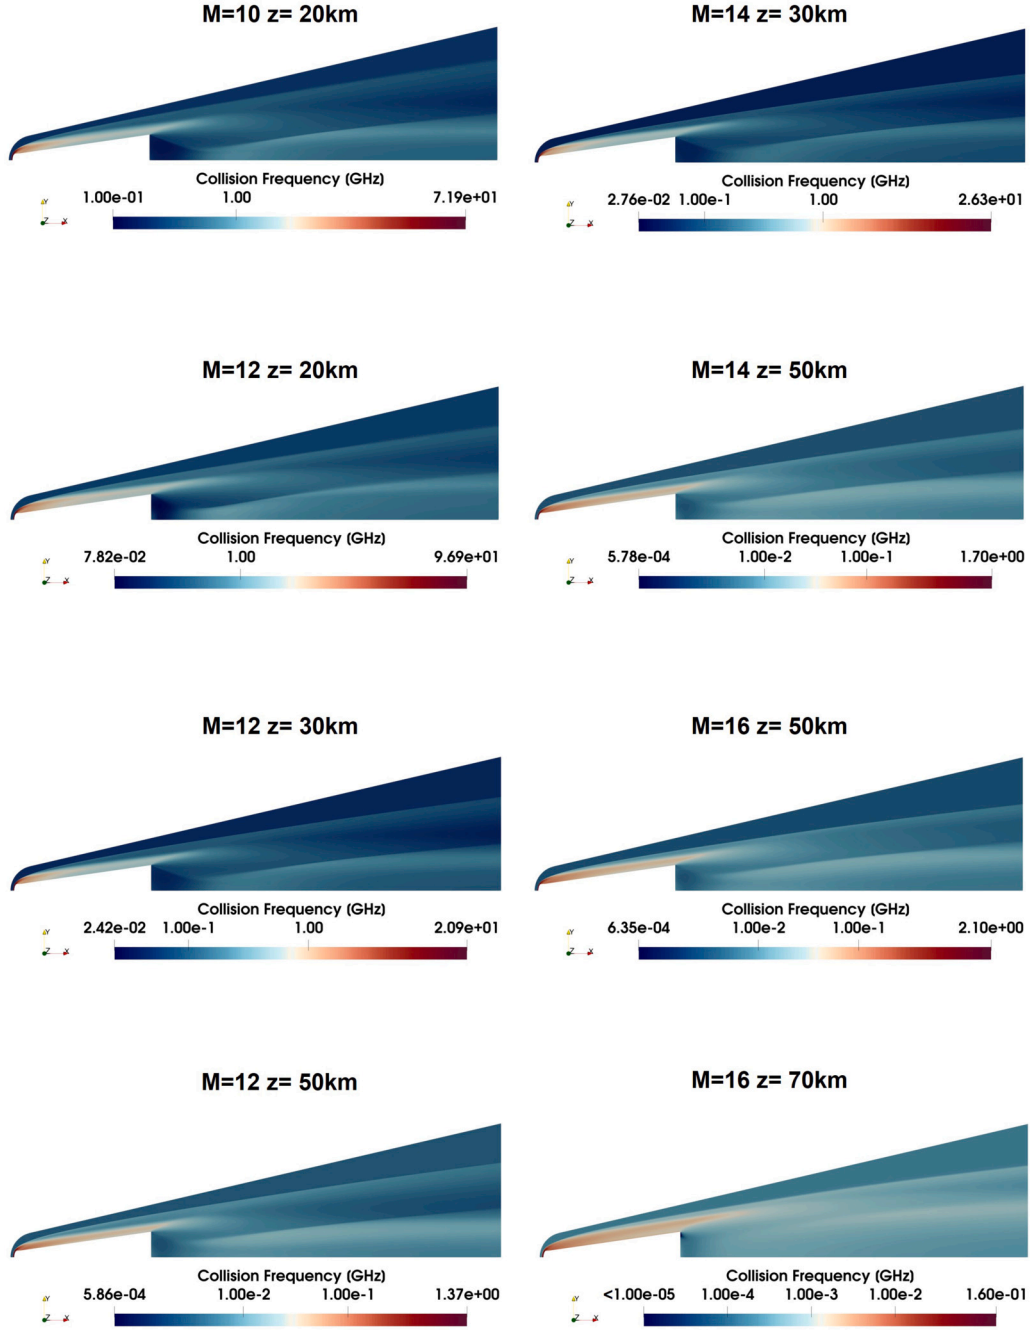 M=10 z= 20km
Collision Frequency (GHz)
1.00e-01 1.00 7.19e+01
Y
Z X
M=14 z= 30km
Collision Frequency (GHz)
2.76e-02 1.00e-1 1.00 2.63e+01
Y
Z X
M=12 z= 20km
Collision Frequency (GHz)
7.82e-02 1.00 9.69e+01
Y
Z X
M=14 z= 50km
Collision Frequency (GHz)
5.78e-04 1.00e-2 1.00e-1 1.70e+00
Y
Z X
M=12 z= 30km
Collision Frequency (GHz)
2.42e-02 1.00e-1 1.00 2.09e+01
Y
Z X
M=16 z= 50km
Collision Frequency (GHz)
6.35e-04 1.00e-2 1.00e-1 2.10e+00
Y
Z X
M=12 z= 50km
Collision Frequency (GHz)
5.86e-04 1.00e-2 1.00e-1 1.37e+00
Y
Z X
M=16 z= 70km
Collision Frequency (GHz)
<1.00e-05 1.00e-4 1.00e-3 1.00e-2 1.60e-01
Y
Z X